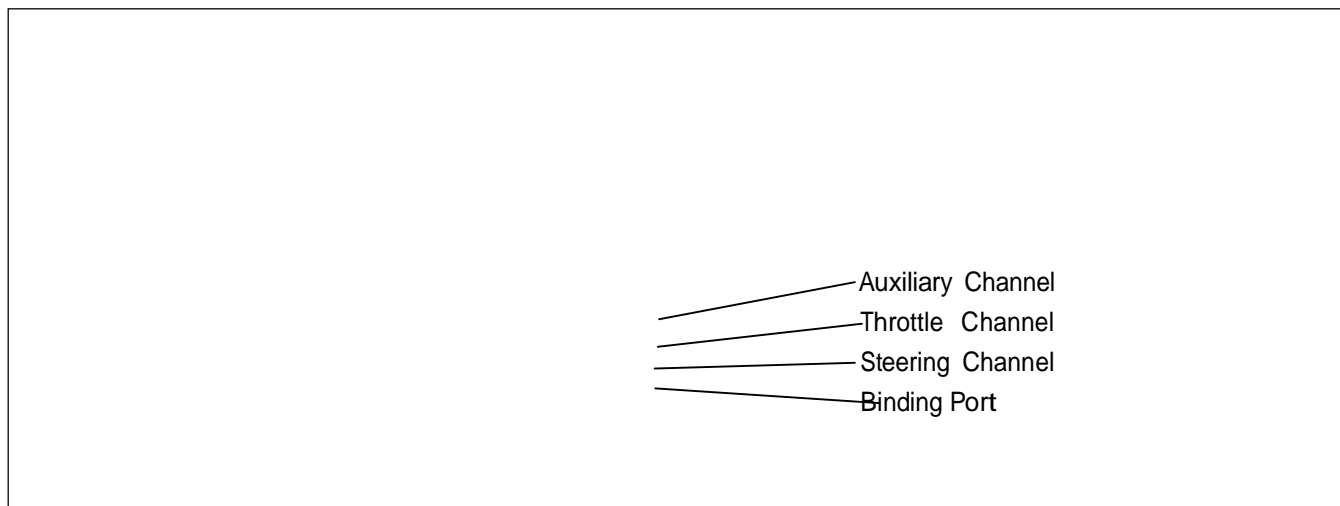 Auxiliary Channel
Throttle Channel
Steering Channel
Binding Port